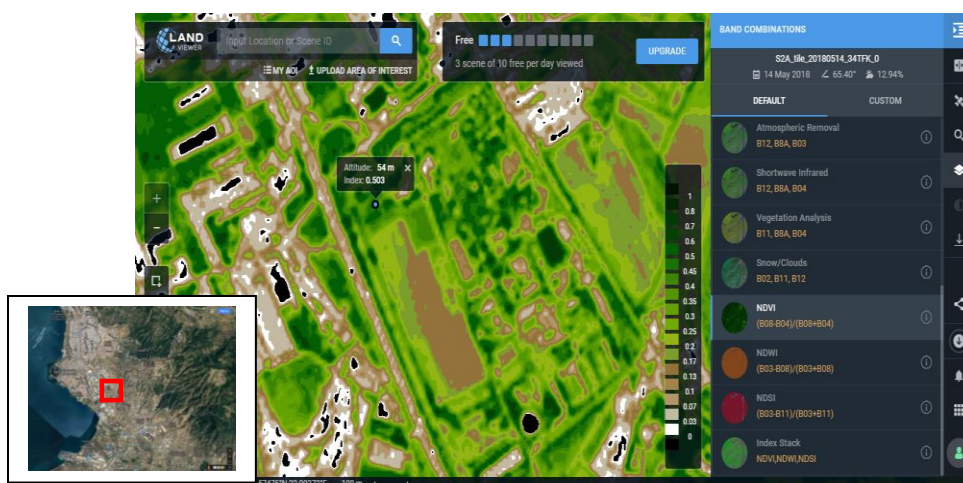 LAND
VIEWER
Input Location or Scene ID
MY AOI
UPLOAD AREA OF INTEREST
Free
3 scene of 10 free per day viewed
UPGRADE
Altitude: 54 m X
Index: 0.503
1
0.8
0.7
0.6
0.5
0.45
0.4
0.35
0.3
0.25
0.2
0.17
0.13
0.1
0.07
0.03
0
BAND COMBINATIONS
S2A_tile_20180514_34TFK_0
14 May 2018 65.40° 12.94%
DEFAULT CUSTOM
Atmospheric Removal
B12, B8A, B03
Shortwave Infrared
B12, B8A, B04
Vegetation Analysis
B11, B8A, B04
Snow/Clouds
B02, B11, B12
NDVI
(B08-B04)/(B08+B04)
NDWI
(B03-B08)/(B03+B08)
NDSI
(B03-B11)/(B03+B11)
Index Stack
NDVI,NDWI,NDSI